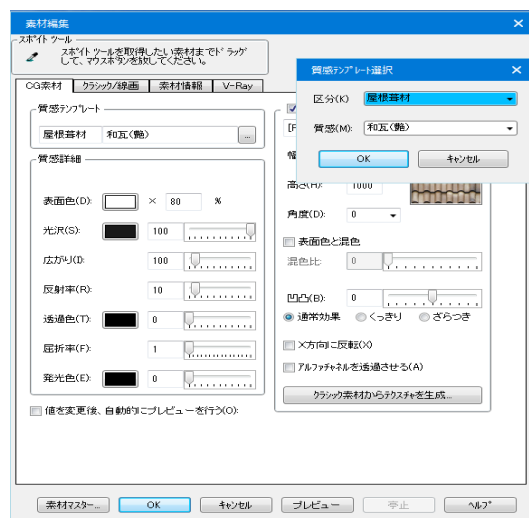 素材編集
スポイト ツール
スポイト ツールを取得したい素材までドラッグ
して、マウスボタンを放してください。
CG素材
クラシック/線画
素材情報
V-Ray
質感テンプレート
屋根葺材 和瓦(艶)
...
質感詳細
表面色(D): × 80 %
光沢(S): 100
広がり(I): 100
反射率(R): 10
透過色(T): 0
屈折率(F): 1
発光色(E): 0
値を変更後、自動的にプレビューを行う(O):
質感テンプレート選択
区分(K) 屋根葺材
質感(M): 和瓦(艶)
OK
キャンセル
高さ(H): 1000
角度(D): 0
表面色と混色
混色比: 0
凹凸(B): 0
通常効果
くっきり
ざらつき
X方向に反転(X)
アルファチャネルを透過させる(A)
クラシック素材からテクスチャを生成...
素材マスター...
OK
キャンセル
プレビュー
停止
ヘルプ